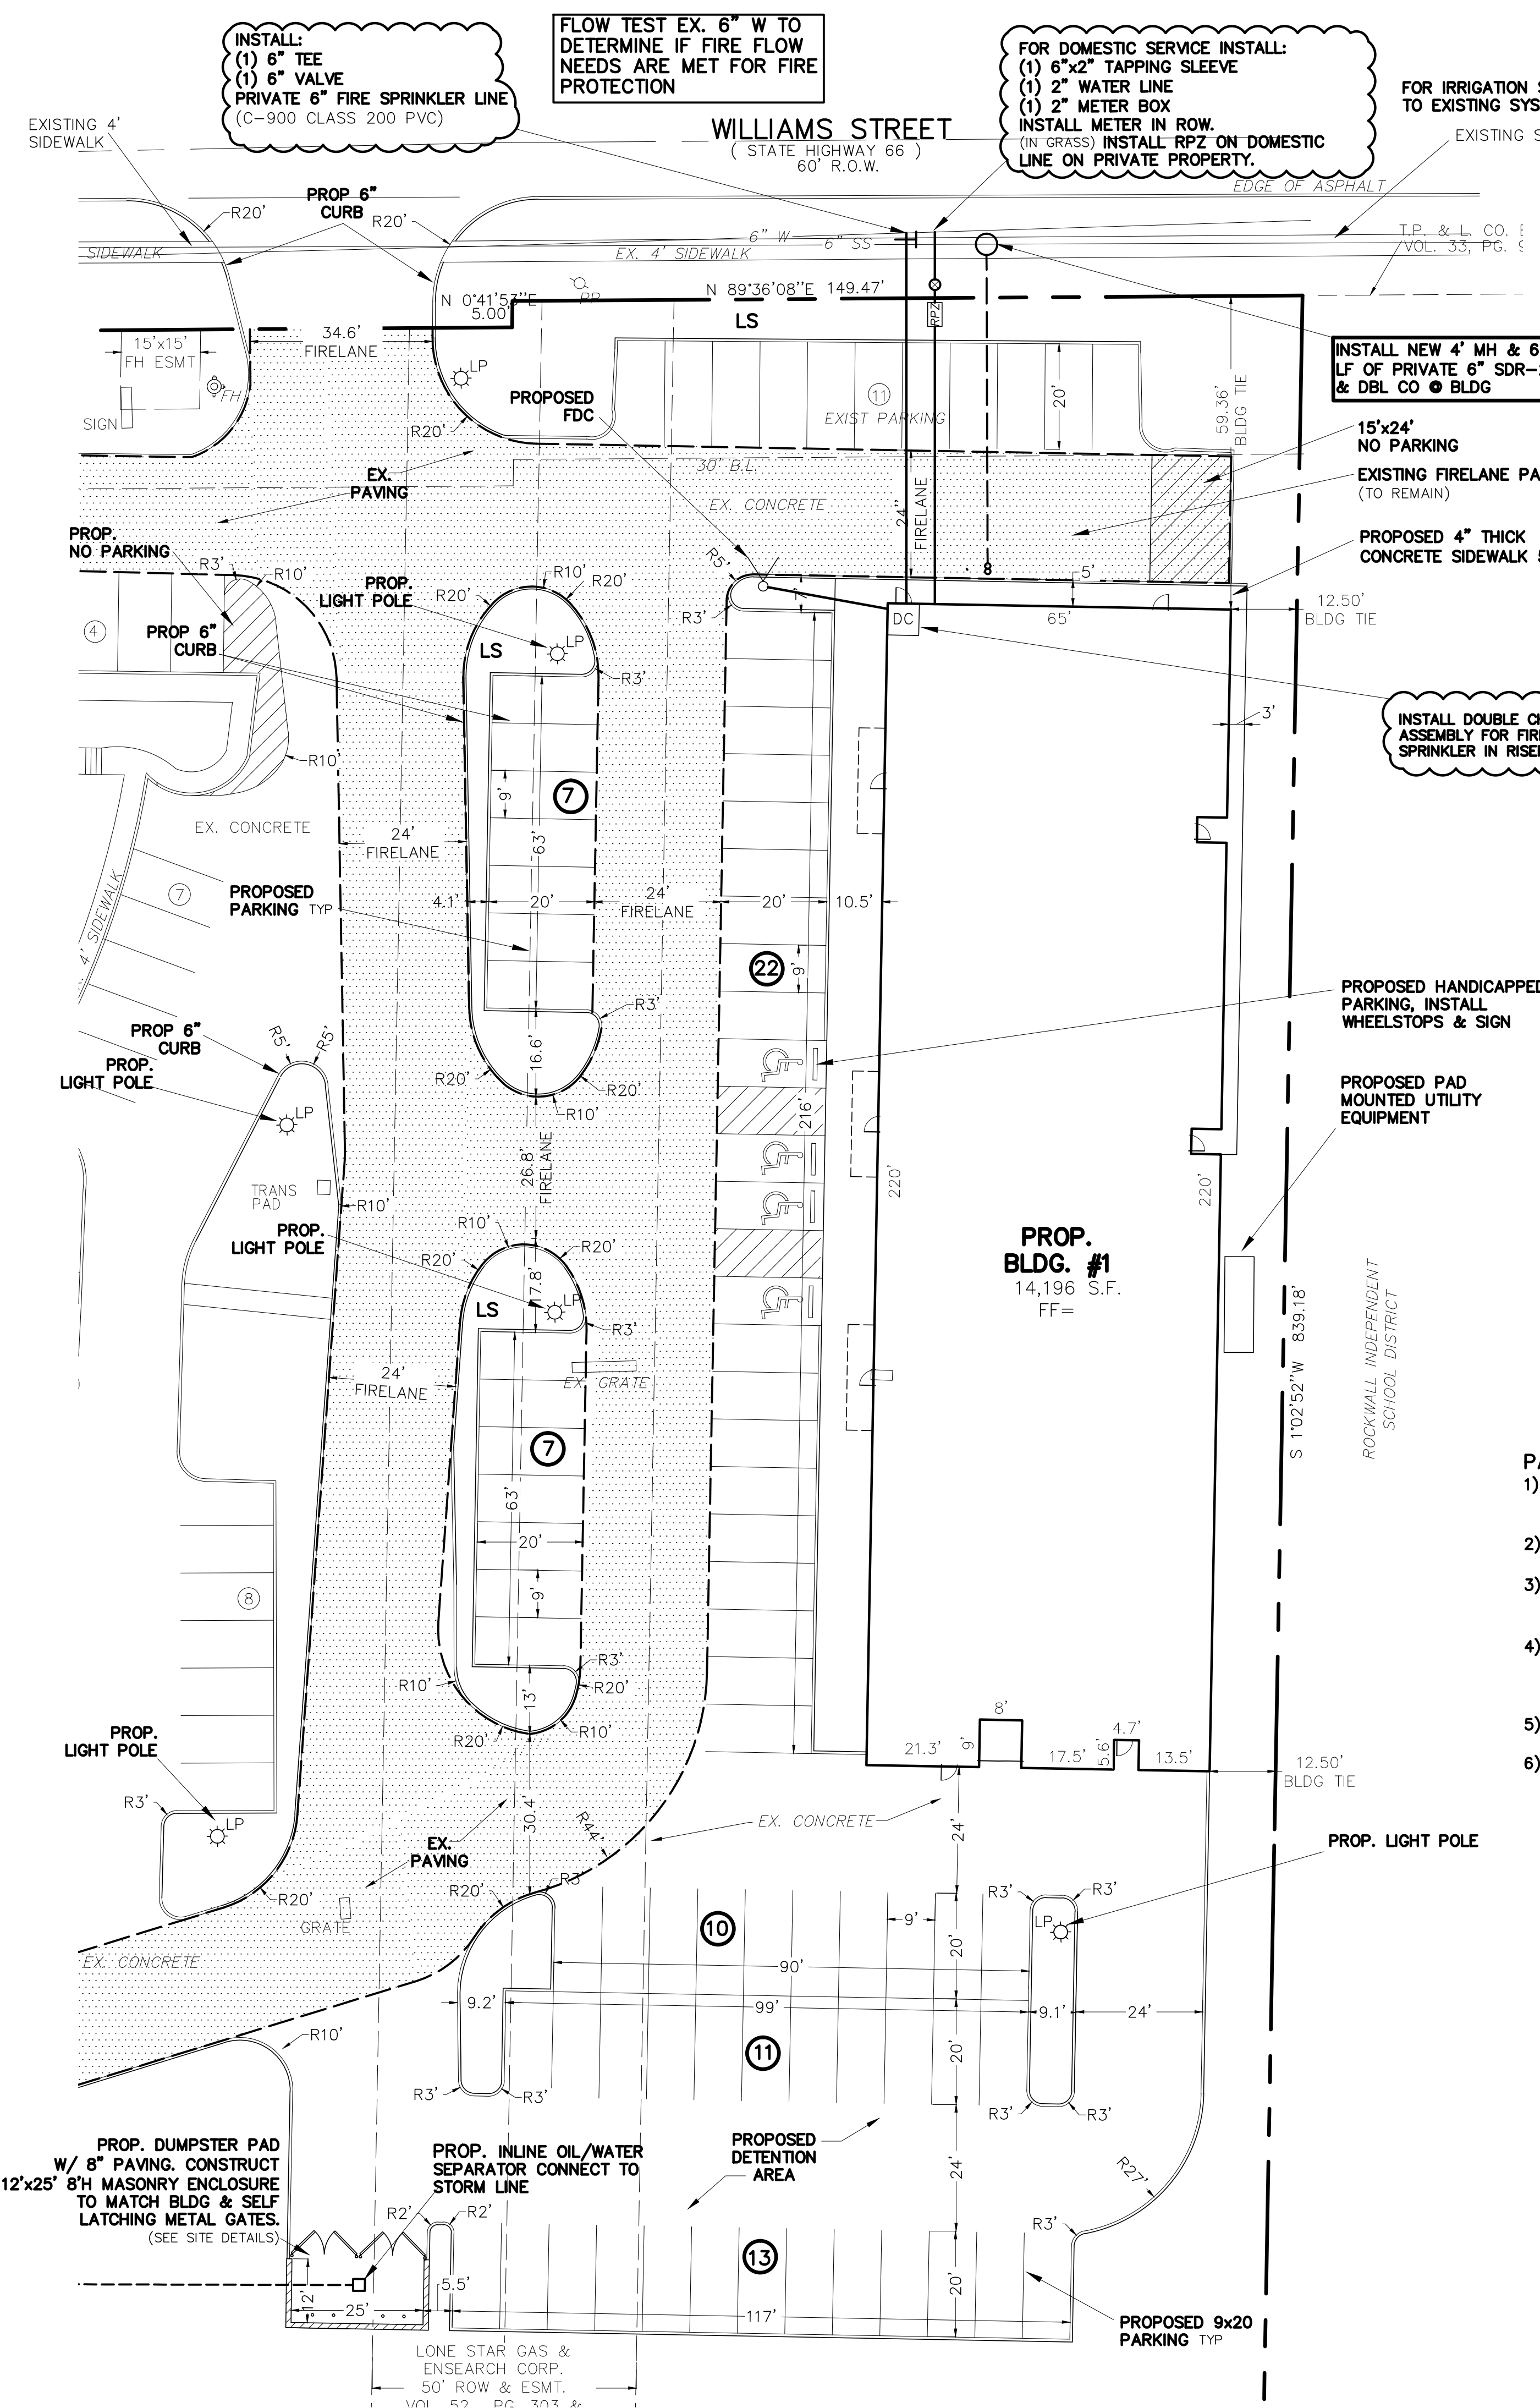 INSTALL:
(1) 6" TEE
(1) 6" VALVE
PRIVATE 6" FIRE SPRINKLER LINE
(C-900 CLASS 200 PVC)
FLOW TEST EX. 6" W TO
DETERMINE IF FIRE FLOW
NEEDS ARE MET FOR FIRE
PROTECTION
FOR DOMESTIC SERVICE INSTALL:
(1) 6"x2" TAPPING SLEEVE
(1) 2" WATER LINE
(1) 2" METER BOX
INSTALL METER IN ROW.
(IN GRASS) INSTALL RPZ ON DOMESTIC
LINE ON PRIVATE PROPERTY.
FOR IRRIGATION
TO EXISTING
EXISTING
EXISTING 4'
SIDEWALK
WILLIAMS STREET
( STATE HIGHWAY 66 )
60' R.O.W.
EDGE OF ASPHALT
R20'
PROP 6"
CURB
R20'
SIDEWALK
6" W
6" SS
EX. 4' SIDEWALK
T.P. & L. CO.
VOL. 33, PG.
PP
N 0°41'53"E
5.00'
N 89°36'08"E 149.47'
LS
RPZ
34.6'
FIRELANE
15'x15'
FH ESMT
FH
SIGN
LP
R20'
PROPOSED
FDC
11
EXIST PARKING
20'
59.36'
BLDG TIE
INSTALL NEW 4' MH &
LF OF PRIVATE 6"
& DBL CO @ BLDG
15'x24'
NO PARKING
EX.
PAVING
30' B.L.
EX. CONCRETE
24"
FIRELANE
EXISTING FIRELANE
(TO REMAIN)
PROP.
NO PARKING
R3'
R10'
PROPOSED 4" THICK
CONCRETE SIDEWALK
PROP.
LIGHT POLE
R10'
R20'
R20'
R5'
8
5'
7'
R3'
DC
65'
12.50'
BLDG TIE
4
PROP 6"
CURB
LS
LP
R3'
3'
INSTALL DOUBLE
ASSEMBLY FOR
SPRINKLER IN
R10'
EX. CONCRETE
24'
FIRELANE
9'
7
63'
7
4' SIDEWALK
PROPOSED
PARKING TYP
4.1'
20'
24'
FIRELANE
20'
10.5'
22
9'
PROPOSED HANDICAPPED
PARKING, INSTALL
WHEELSTOPS & SIGN
R3'
PROP 6"
CURB
R5'
R5'
PROP.
LIGHT POLE
16.6'
R20'
R20'
R10'
LP
216'
PROPOSED PAD
MOUNTED UTILITY
EQUIPMENT
26.8'
FIRELANE
TRANS
PAD
R10'
220'
220'
PROP.
LIGHT POLE
R10'
R20'
R20'
PROP.
BLDG. #1
14,196 S.F.
FF=
17.8'
LP
LS
R3'
S 1°02'52"W 839.18'
ROCKWALL INDEPENDENT
SCHOOL DISTRICT
24'
FIRELANE
EX. GRATE
7
63'
20'
9'
8
1)
2)
3)
4)
5)
6)
R3'
R10'
R20'
13'
R20'
R10'
PROP.
LIGHT POLE
8'
21.3'
9'
17.5'
5.6'
4.7'
13.5'
12.50'
BLDG TIE
R3'
LP
30.4'
R44'
EX. CONCRETE
24'
EX.
PAVING
PROP. LIGHT POLE
R20'
GRATE
R20'
R3'
R3'
R3'
LP
10
9'
20'
EX. CONCRETE
90'
9.2'
99'
9.1'
24'
R10'
11
20'
R3'
R3'
R3'
R3'
PROP. DUMPSTER PAD
W/ 8" PAVING. CONSTRUCT
12'x25' 8'H MASONRY ENCLOSURE
TO MATCH BLDG & SELF
LATCHING METAL GATES.
(SEE SITE DETAILS)
PROP. INLINE OIL/WATER
SEPARATOR CONNECT TO
STORM LINE
PROPOSED
DETENTION
AREA
24'
R27'
R2'
R2'
R3'
13
20'
12'
25'
5.5'
117'
PROPOSED 9x20
PARKING TYP
LONE STAR GAS &
ENSEARCH CORP.
50' ROW & ESMT.
VOL 52, PG 303 &